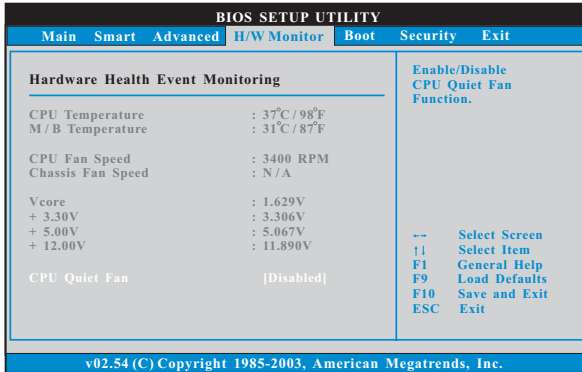 BIOS SETUP UTILITY
Main Smart Advanced H/W Monitor Boot Security Exit
Hardware Health Event Monitoring
CPU Temperature : 37°C / 98°F
M / B Temperature : 31°C / 87°F
CPU Fan Speed : 3400 RPM
Chassis Fan Speed : N / A
Vcore : 1.629V
+ 3.30V : 3.306V
+ 5.00V : 5.067V
+ 12.00V : 11.890V
CPU Quiet Fan [Disabled]
Enable/Disable
CPU Quiet Fan
Function.
←→ Select Screen
↑↓ Select Item
F1 General Help
F9 Load Defaults
F10 Save and Exit
ESC Exit
v02.54 (C) Copyright 1985-2003, American Megatrends, Inc.